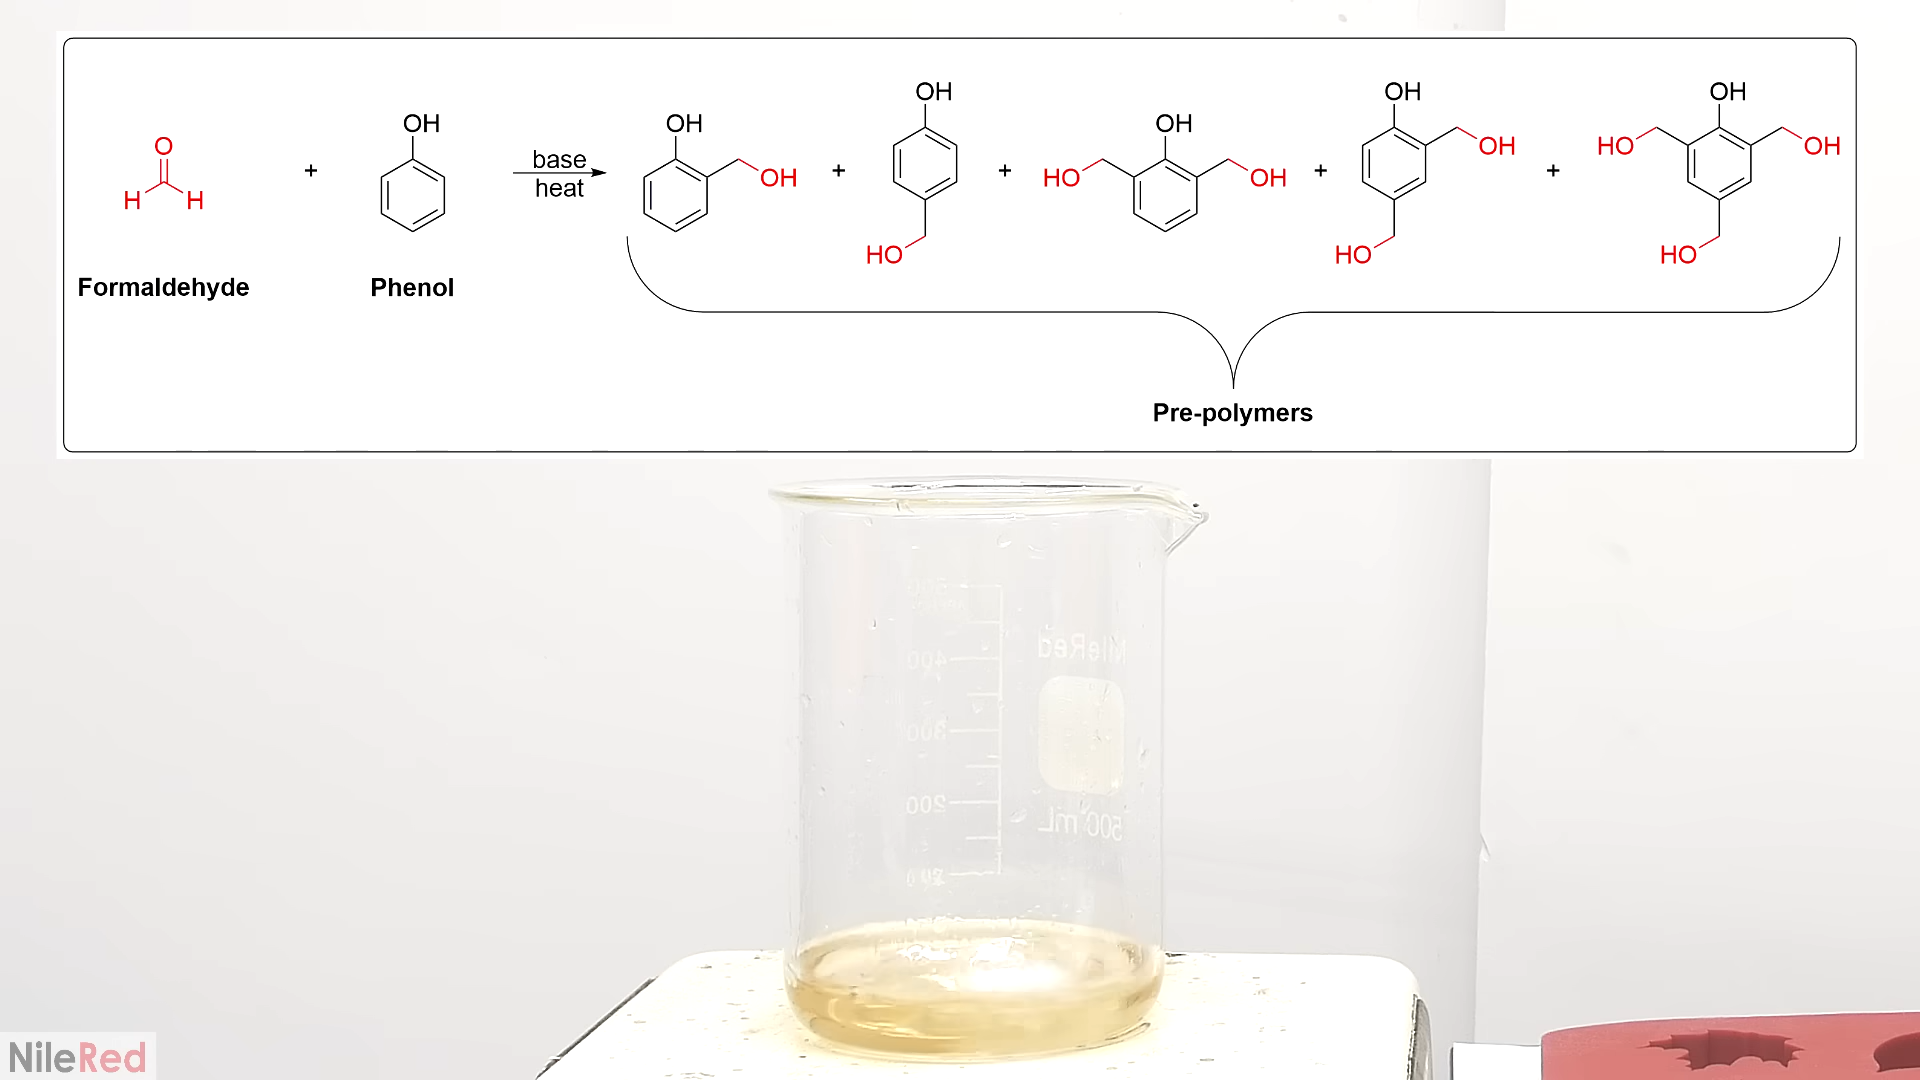 O
H H
Formaldehyde
+
OH
Phenol
base
heat
OH
OH
+
OH
HO
+
OH
HO OH
+
OH
OH
HO
+
OH
HO OH
HO
Pre-polymers
400
300
200
NileRed
500 mL
NileRed